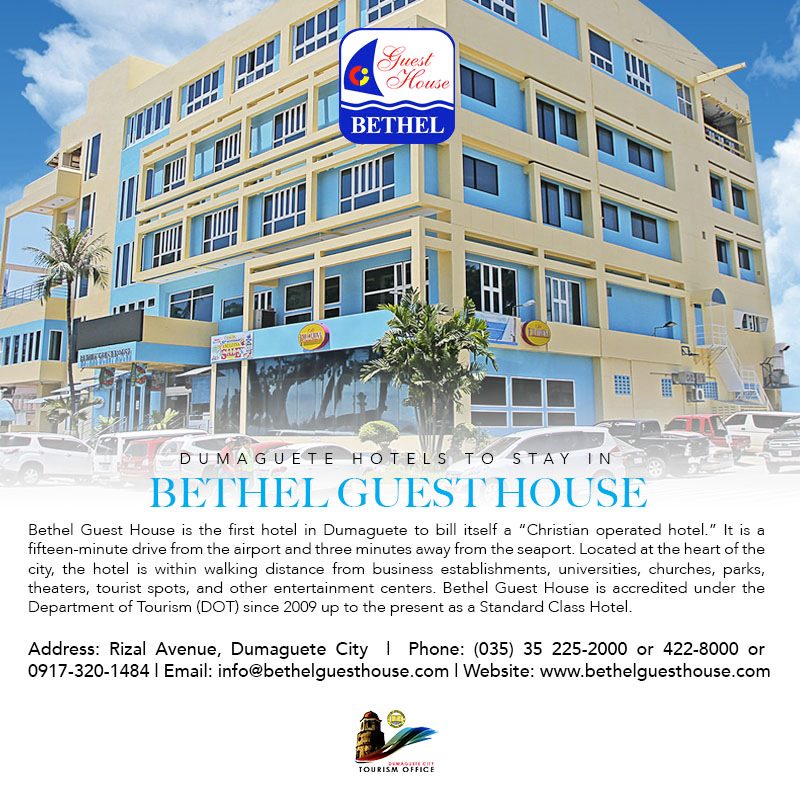 Guest
House
BETHEL
BETHEL GUEST HOUSE
DUMAGUETE HOTELS TO STAY IN
BETHEL GUEST HOUSE
Bethel Guest House is the first hotel in Dumaguete to bill itself a “Christian operated hotel.” It is a
fifteen-minute drive from the airport and three minutes away from the seaport. Located at the heart of the
city, the hotel is within walking distance from business establishments, universities, churches, parks,
theaters, tourist spots, and other entertainment centers. Bethel Guest House is accredited under the
Department of Tourism (DOT) since 2009 up to the present as a Standard Class Hotel.
Address: Rizal Avenue, Dumaguete City | Phone: (035) 35 225-2000 or 422-8000 or
0917-320-1484 | Email: info@bethelguesthouse.com | Website: www.bethelguesthouse.com
DUMAGUETE CITY
TOURISM OFFICE